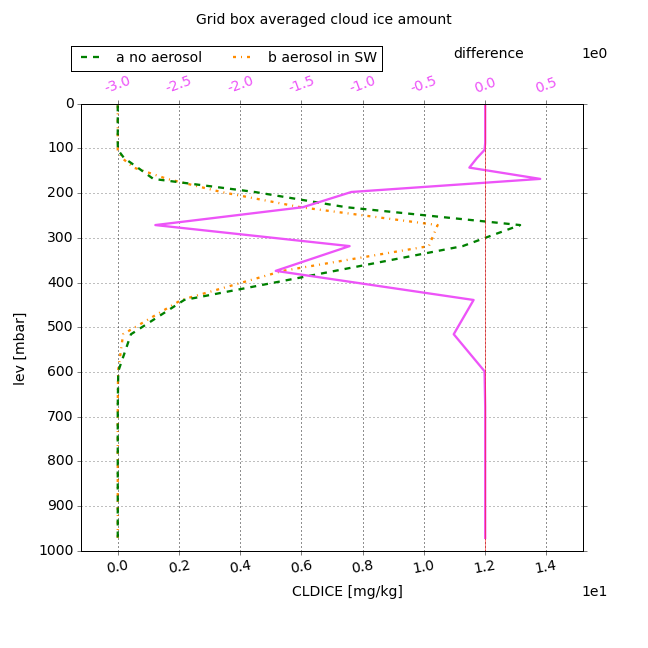 Grid box averaged cloud ice amount
a no aerosol b aerosol in SW difference 1e0
-3.0 -2.5 -2.0 -1.5 -1.0 -0.5 0.0 0.5
0
100
200
300
400
500
600
700
800
900
1000
lev [mbar]
0.0 0.2 0.4 0.6 0.8 1.0 1.2 1.4
CLDICE [mg/kg] 1e1